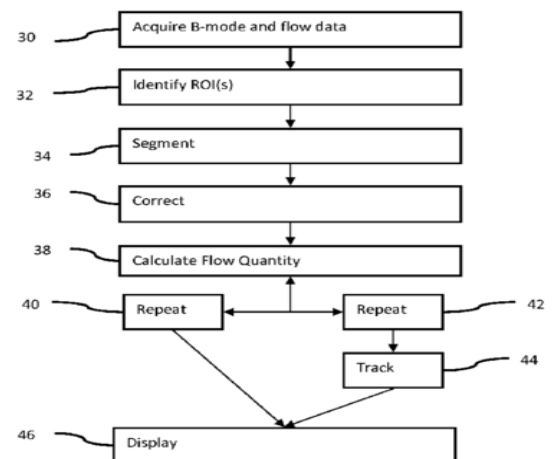 30 Acquire B-mode and flow data
32 Identify ROI(s)
34 Segment
36 Correct
38 Calculate Flow Quantity
40 Repeat Repeat 42
Track 44
46 Display